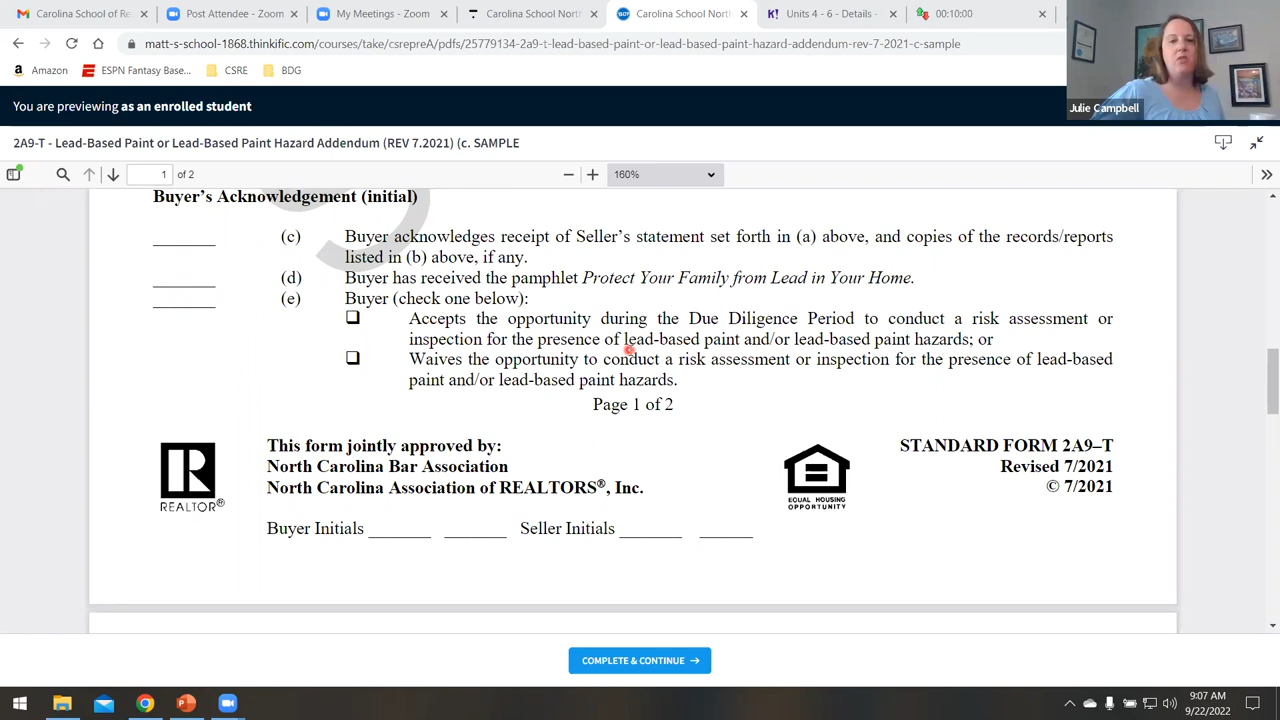 Carolina School of Re
Post Attendee - Zoom
My Meetings - Zoom
Carolina School North
Carolina School North
Units 4 - 6 - Details -
00:10:00
matt-s-school-1868.thinkific.com/courses/take/csrepreA/pdfs/25779134-2a9-t-lead-based-paint-or-lead-based-paint-hazard-addendum-rev-7-2021-c-sample
Amazon
ESPN Fantasy Base...
CSRE
BDG
Julie Campbell
You are previewing as an enrolled student
2A9-T - Lead-Based Paint or Lead-Based Paint Hazard Addendum (REV 7.2021) (c. SAMPLE
1 of 2
160%
Buyer's Acknowledgement (initial)
(c) Buyer acknowledges receipt of Seller's statement set forth in (a) above, and copies of the records/reports
listed in (b) above, if any.
(d) Buyer has received the pamphlet Protect Your Family from Lead in Your Home.
(e) Buyer (check one below):
Accepts the opportunity during the Due Diligence Period to conduct a risk assessment or
inspection for the presence of lead-based paint and/or lead-based paint hazards; or
Waives the opportunity to conduct a risk assessment or inspection for the presence of lead-based
paint and/or lead-based paint hazards.
Page 1 of 2
This form jointly approved by:
North Carolina Bar Association
North Carolina Association of REALTORS®, Inc.
REALTOR®
EQUAL HOUSING
OPPORTUNITY
STANDARD FORM 2A9–T
Revised 7/2021
© 7/2021
Buyer Initials _______ _______ Seller Initials _______ ______
COMPLETE & CONTINUE →
9:07 AM
9/22/2022